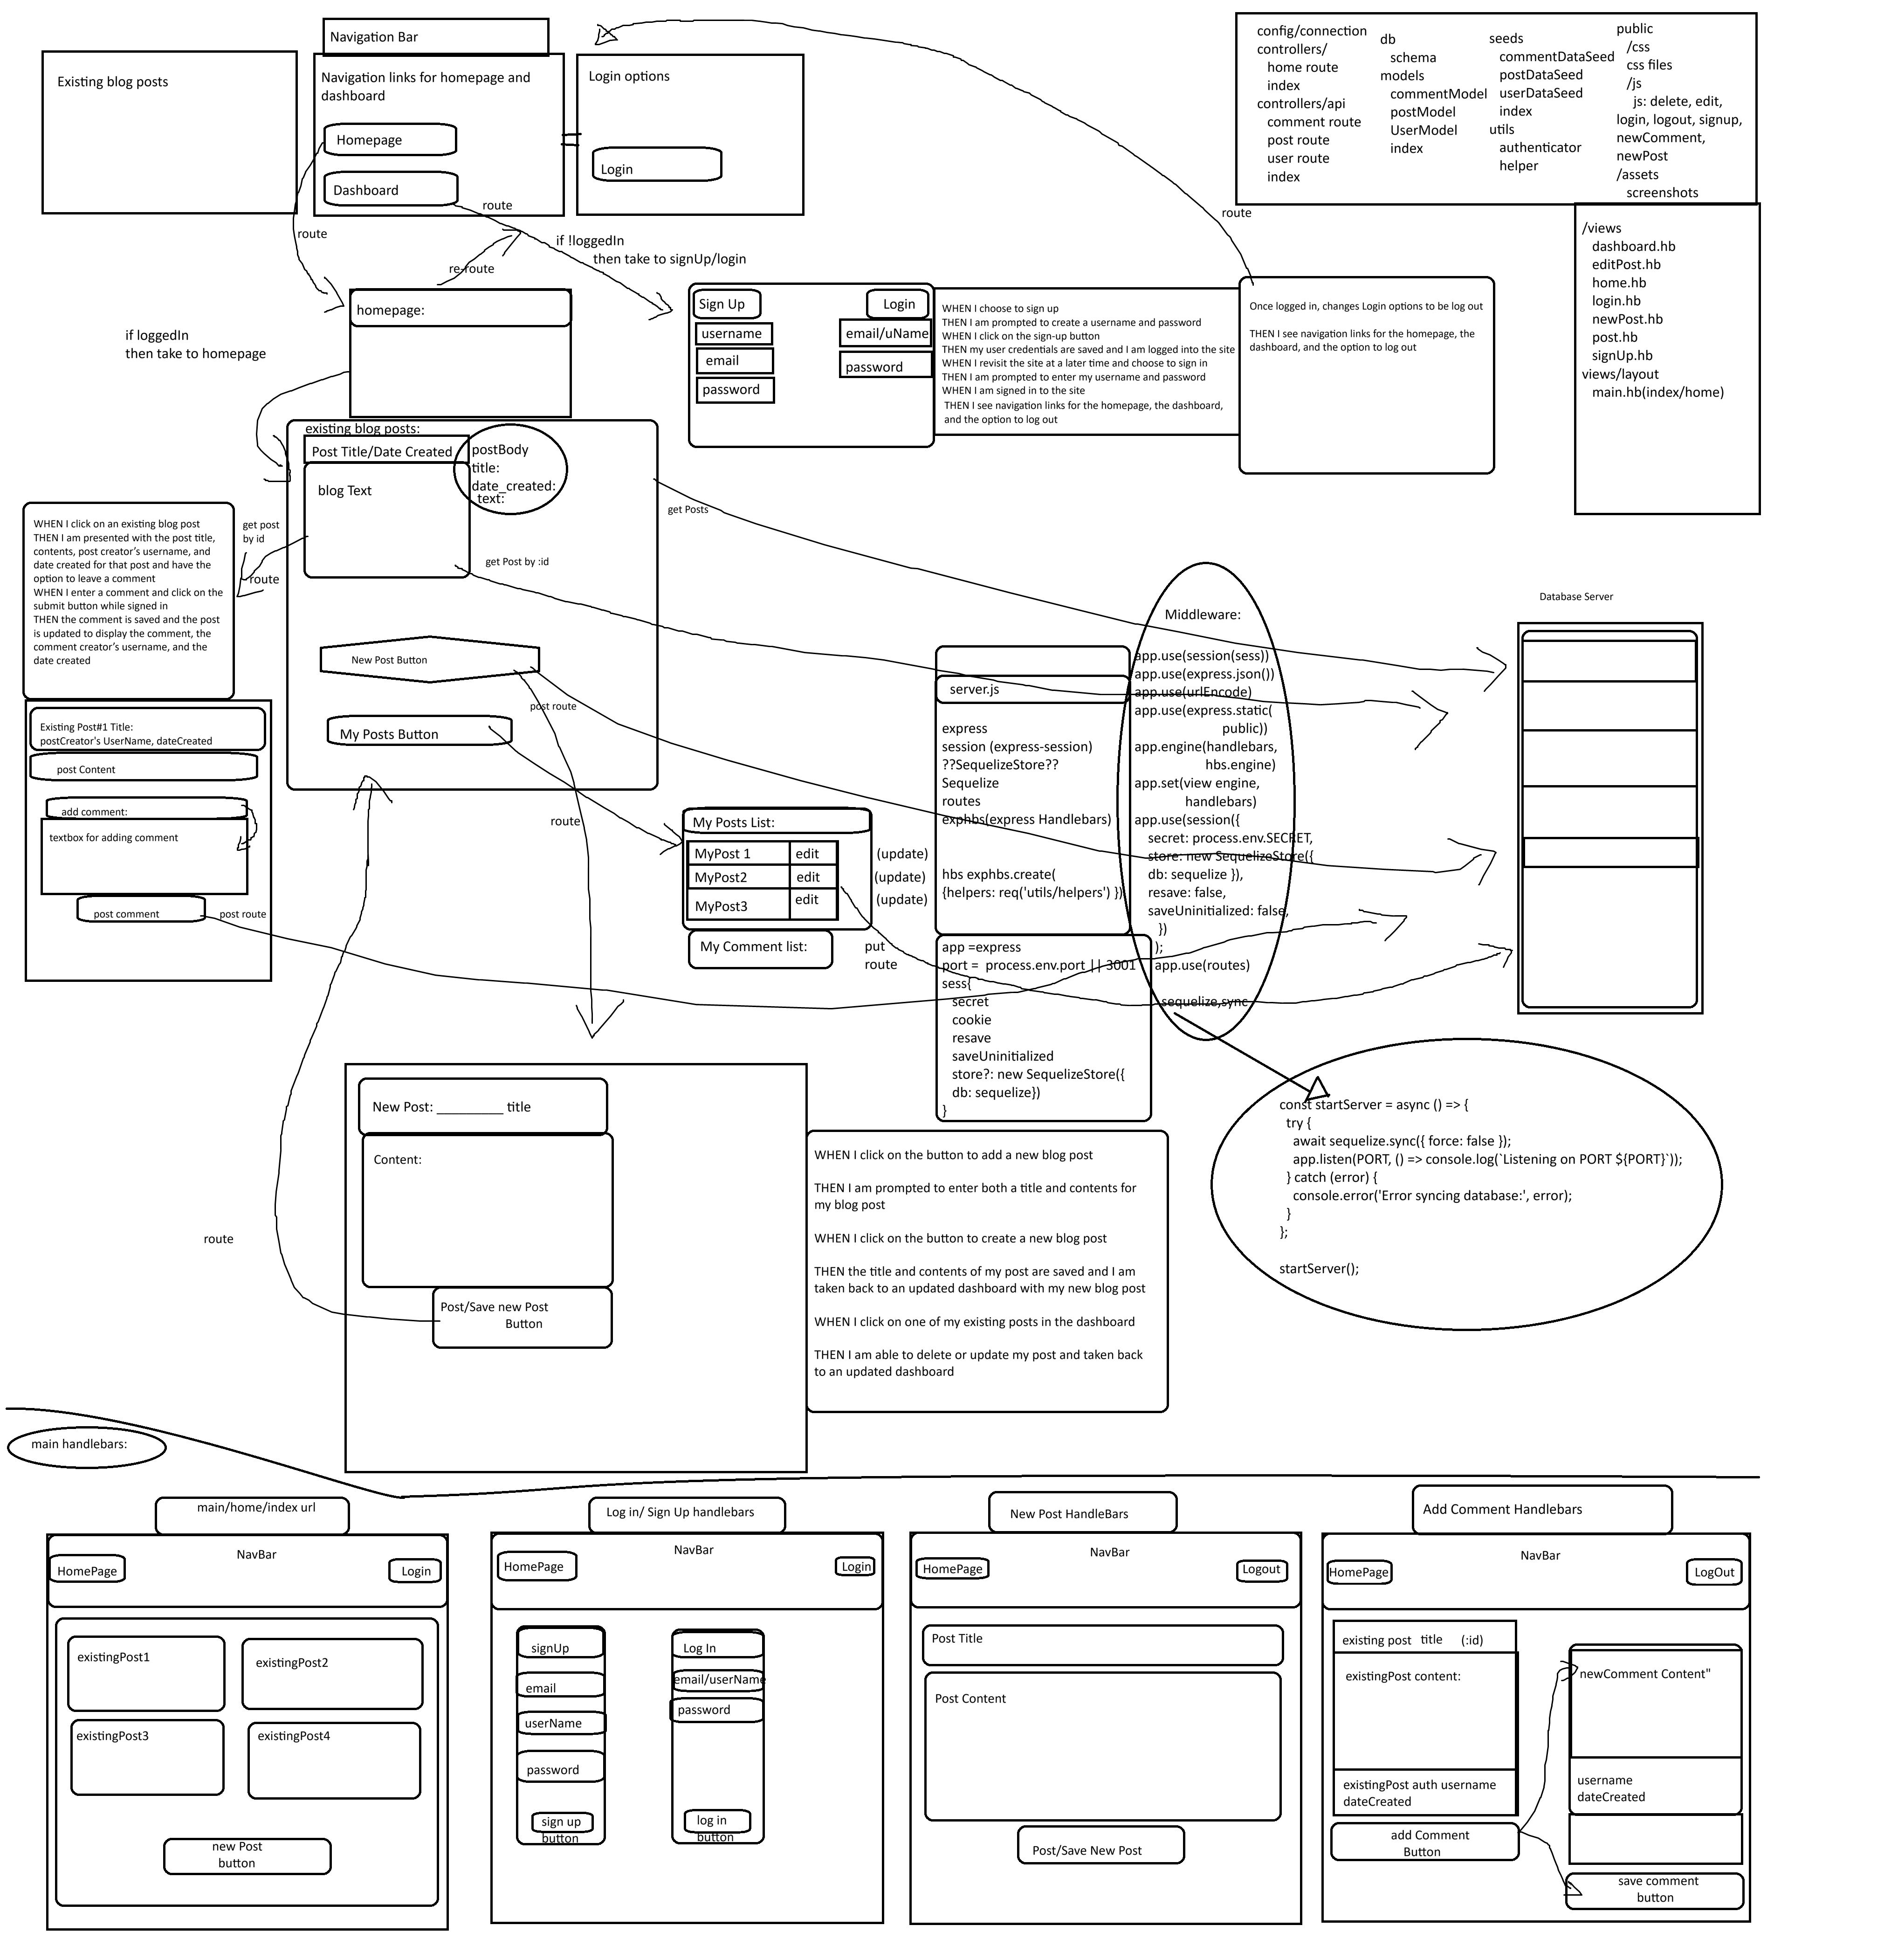 Navigation Bar
Existing blog posts
Navigation links for homepage and
dashboard
Homepage
Dashboard
Login options
Login
config/connection
controllers/
home route
index
controllers/api
comment route
post route
user route
index
db
schema
models
commentModel
postModel
UserModel
index
seeds
commentDataSeed
postDataSeed
userDataSeed
index
utils
authenticator
helper
public
/css
css files
/js
js: delete, edit,
login, logout, signup,
newComment,
newPost
/assets
screenshots
/views
dashboard.hb
editPost.hb
home.hb
login.hb
newPost.hb
post.hb
signUp.hb
views/layout
main.hb(index/home)
route
route
route
re-route
if !loggedIn
then take to signUp/login
if loggedIn
then take to homepage
homepage:
Sign Up
username
email
password
Login
email/uName
password
WHEN I choose to sign up
THEN I am prompted to create a username and password
WHEN I click on the sign-up button
THEN my user credentials are saved and I am logged into the site
WHEN I revisit the site at a later time and choose to sign in
THEN I am prompted to enter my username and password
WHEN I am signed in to the site
THEN I see navigation links for the homepage, the dashboard,
and the option to log out
Once logged in, changes Login options to be log out
THEN I see navigation links for the homepage, the
dashboard, and the option to log out
existing blog posts:
Post Title/Date Created
blog Text
postBody
title:
date_created:
text:
get Posts
get Post by :id
get post
by id
route
New Post Button
post route
My Posts Button
route
WHEN I click on an existing blog post
THEN I am presented with the post title,
contents, post creator’s username, and
date created for that post and have the
option to leave a comment
WHEN I enter a comment and click on the
submit button while signed in
THEN the comment is saved and the post
is updated to display the comment, the
comment creator’s username, and the
date created
Existing Post#1 Title:
postCreator's UserName, dateCreated
post Content
add comment:
textbox for adding comment
post comment
post route
My Posts List:
MyPost 1
edit
(update)
MyPost2
edit
(update)
MyPost3
edit
(update)
My Comment list:
put
route
server.js
express
session (express-session)
??SequelizeStore??
Sequelize
routes
exphbs(express Handlebars)
hbs exphbs.create(
{helpers: req('utils/helpers') })
app =express
port =  process.env.port || 3001
sess{
secret
cookie
resave
saveUninitialized
store?: new SequelizeStore({
db: sequelize})
}
Middleware:
app.use(session(sess))
app.use(express.json())
app.use(urlEncode)
app.use(express.static(
public))
app.engine(handlebars,
hbs.engine)
app.set(view engine,
handlebars)
app.use(session({
secret: process.env.SECRET,
store: new SequelizeStore({
db: sequelize }),
resave: false,
saveUninitialized: false,
})
);
app.use(routes)
sequelize,sync
Database Server
const startServer = async () => {
try {
await sequelize.sync({ force: false });
app.listen(PORT, () => console.log(`Listening on PORT ${PORT}`));
} catch (error) {
console.error('Error syncing database:', error);
}
};
startServer();
New Post: _________ title
Content:
Post/Save new Post
Button
route
WHEN I click on the button to add a new blog post
THEN I am prompted to enter both a title and contents for
my blog post
WHEN I click on the button to create a new blog post
THEN the title and contents of my post are saved and I am
taken back to an updated dashboard with my new blog post
WHEN I click on one of my existing posts in the dashboard
THEN I am able to delete or update my post and taken back
to an updated dashboard
main handlebars:
main/home/index url
NavBar
HomePage
Login
existingPost1
existingPost2
existingPost3
existingPost4
new Post
button
Log in/ Sign Up handlebars
NavBar
HomePage
Login
signUp
email
userName
password
sign up
button
Log In
email/userName
password
log in
button
New Post HandleBars
NavBar
HomePage
Logout
Post Title
Post Content
Post/Save New Post
Add Comment Handlebars
NavBar
HomePage
LogOut
existing post title (:id)
existingPost content:
existingPost auth username
dateCreated
add Comment
Button
newComment Content"
username
dateCreated
save comment
button